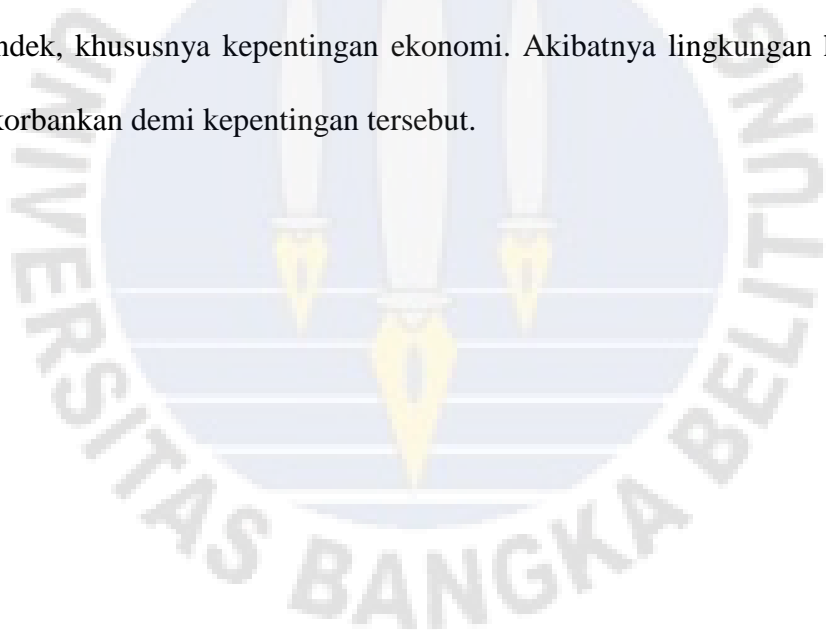 ndek, khususnya kepentingan ekonomi. Akibatnya lingkungan
korbankan demi kepentingan tersebut.
UNIVERSITAS BANGKA BELITUNG